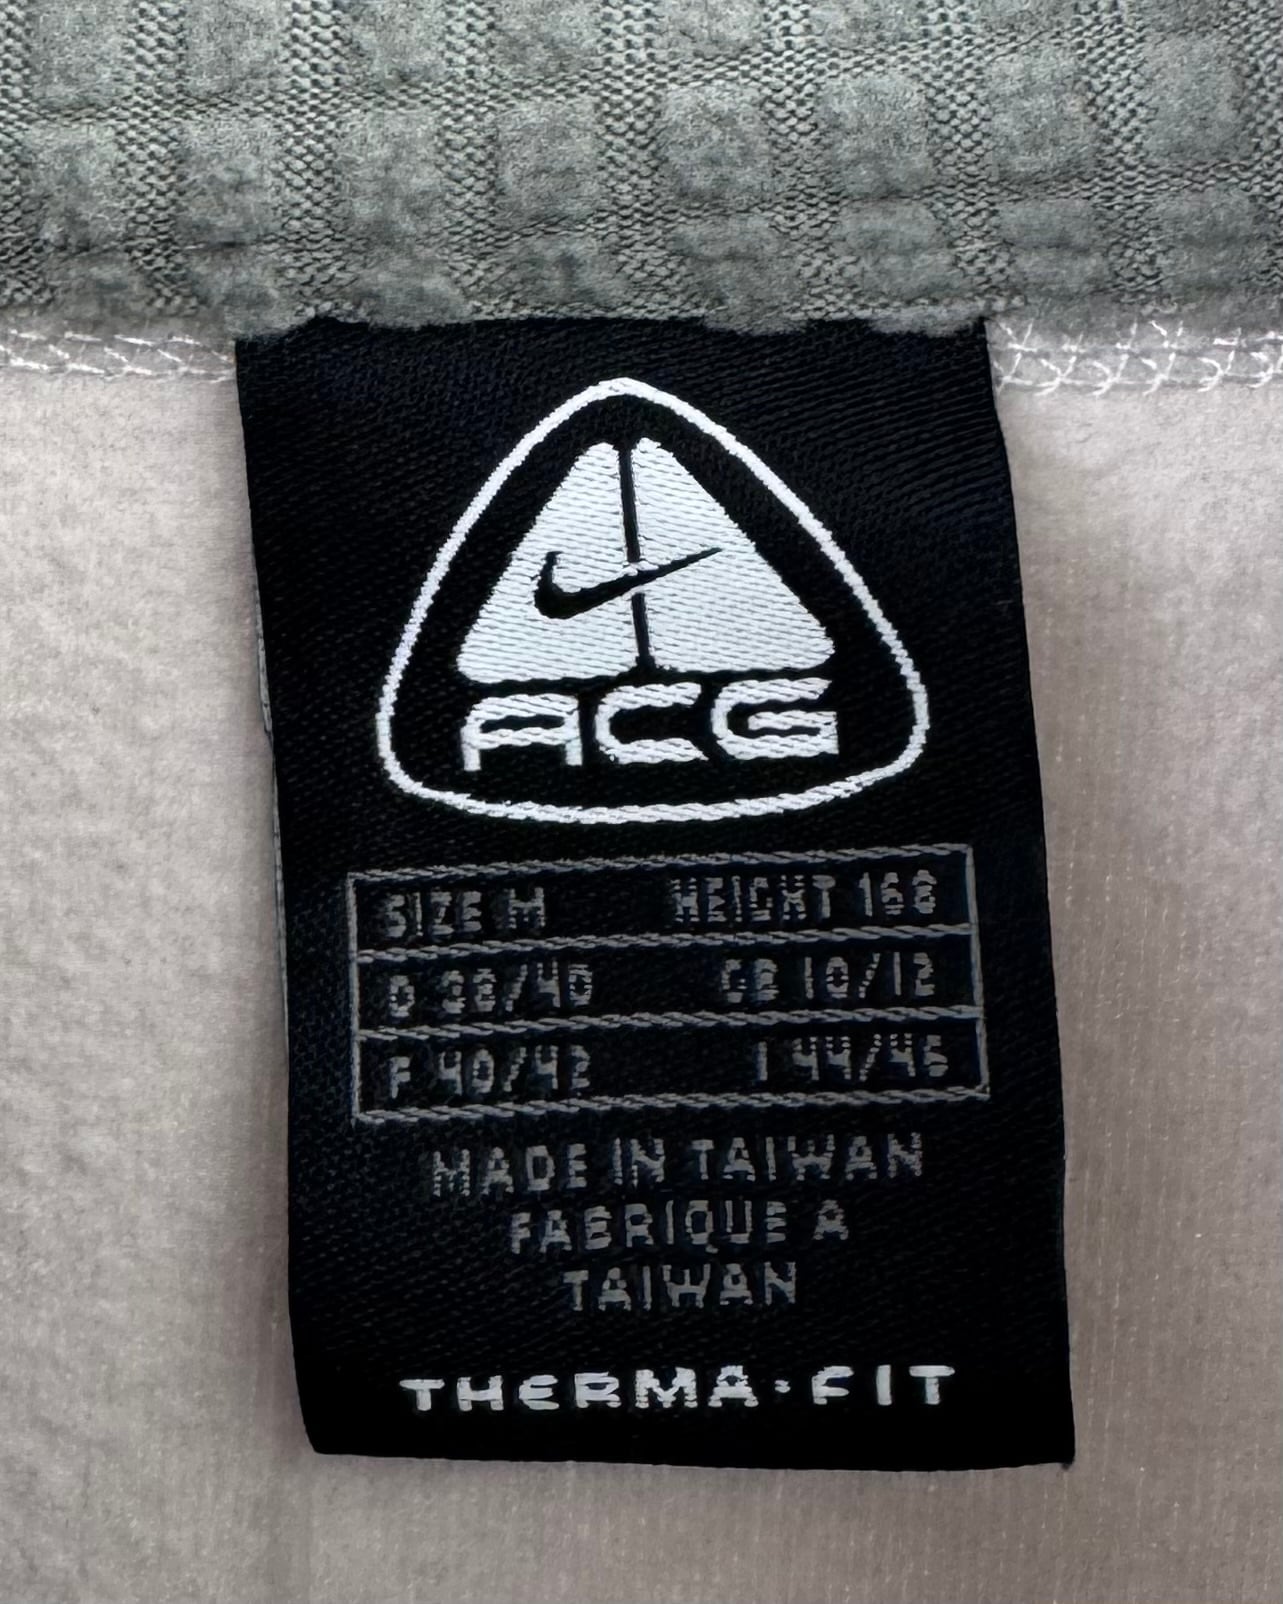 ACG
SIZE M HEIGHT 168
D 38/40 GB 10/12
F 40/42 I 44/46
MADE IN TAIWAN
FABRIQUE A
TAIWAN
THERMA·FIT